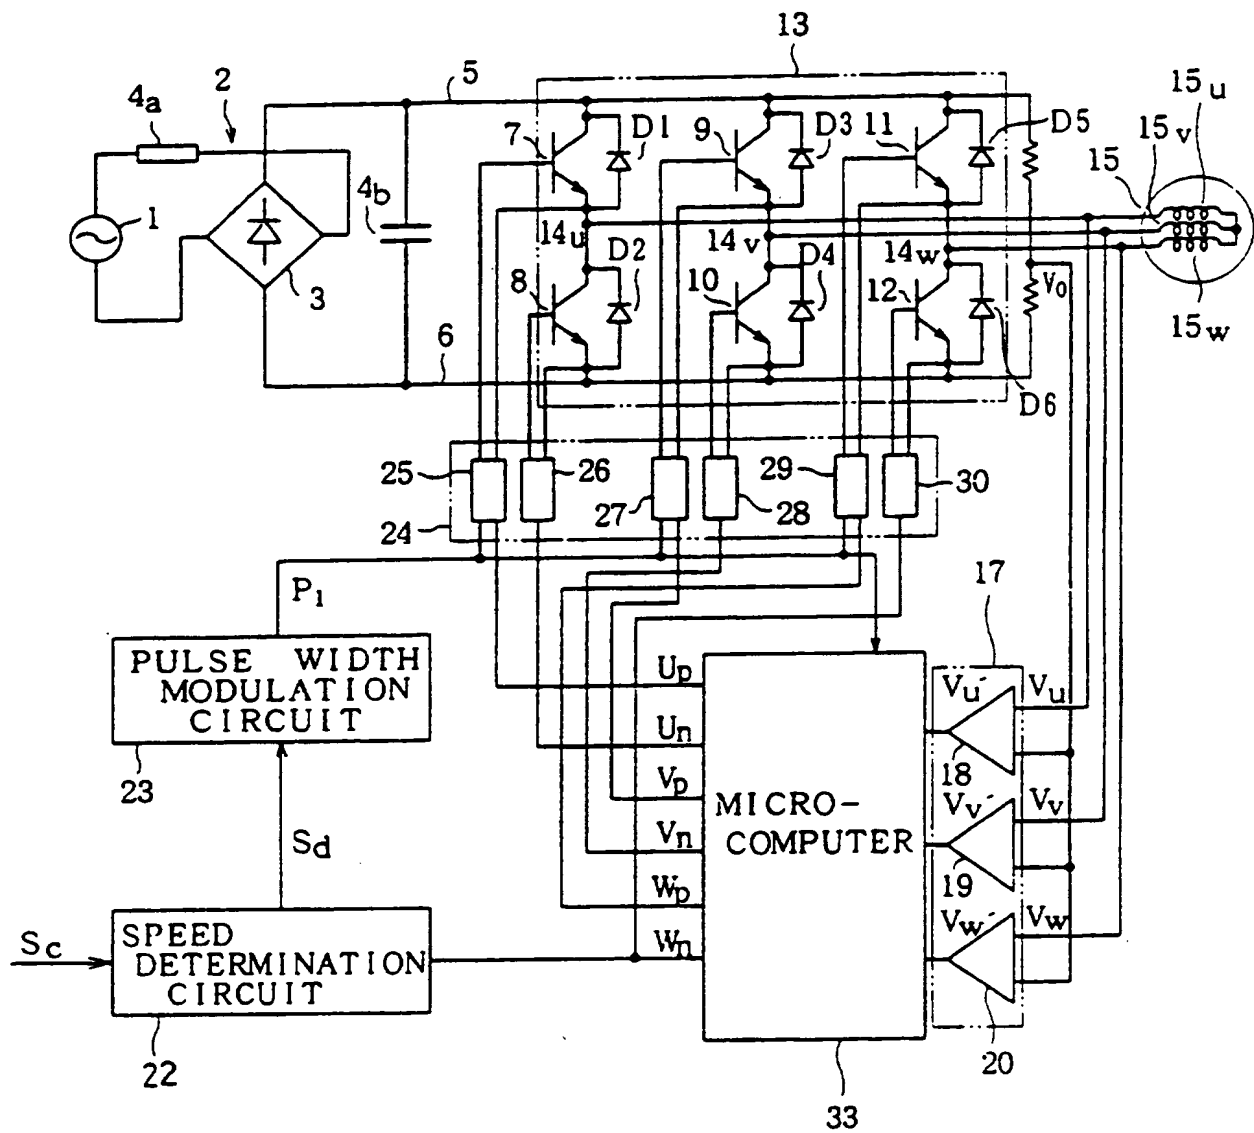 13
5
2
4a
15u
7
D1
9
D3
11
D5
15v
15
1
4b
14u
14v
14w
3
8
D2
10
D4
12
V0
15w
6
D6
25
26
27
28
29
30
24
P1
17
PULSE WIDTH
MODULATION
CIRCUIT
23
Up
Un
Vp
Vn
Wp
Wn
MICRO-
COMPUTER
33
Vu´
Vu
18
Vv´
Vv
19
Vw´
Vw
20
Sd
Sc
SPEED
DETERMINATION
CIRCUIT
22